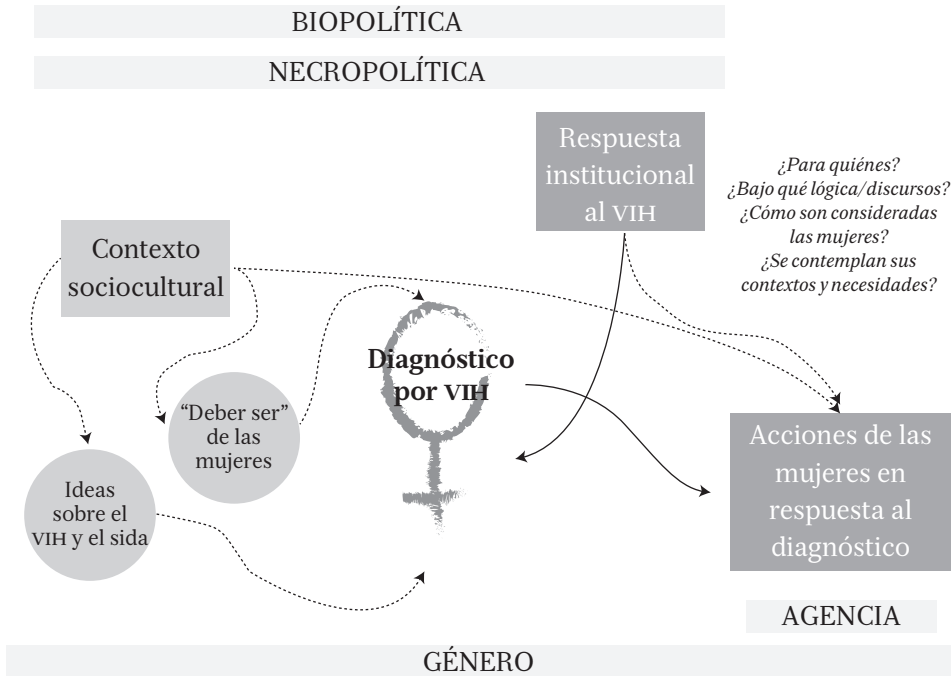 BIOPOLÍTICA
NECROPOLÍTICA
Respuesta
institucional
al VIH
¿Para quiénes?
¿Bajo qué lógica/discursos?
¿Cómo son consideradas
las mujeres?
¿Se contemplan sus
contextos y necesidades?
Contexto
sociocultural
Diagnóstico
por VIH
“Deber ser”
de las
mujeres
Ideas
sobre el
VIH y el sida
Acciones de las
mujeres en
respuesta al
diagnóstico
AGENCIA
GÉNERO